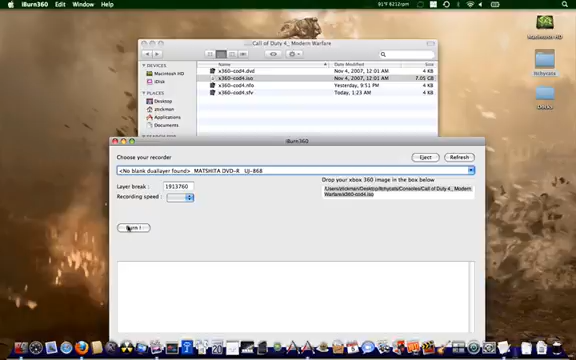 iBurn360 Edit Window Help
Call of Duty 4_ Modern Warfare
Name Date Modified Size
DEVICES
Macintosh HD
iDisk
PLACES
Desktop
Applications
Documents
x360-cod4.dvd Nov 4, 2007, 12:01 AM 4 KB
x360-cod4.iso Nov 4, 2007, 12:01 AM 7.05 GB
x360-cod4.nfo Yesterday, 9:51 PM 4 KB
x360-cod4.sfv Today, 1:23 AM 4 KB
Macintosh HD
iBurn360
Choose your recorder
Eject
Refresh
<No blank duallayer found> MATSHITA DVD-R UJ-868
Layer break : 1913760
Recording speed :
Drop your xbox 360 image in the box below
Burn !